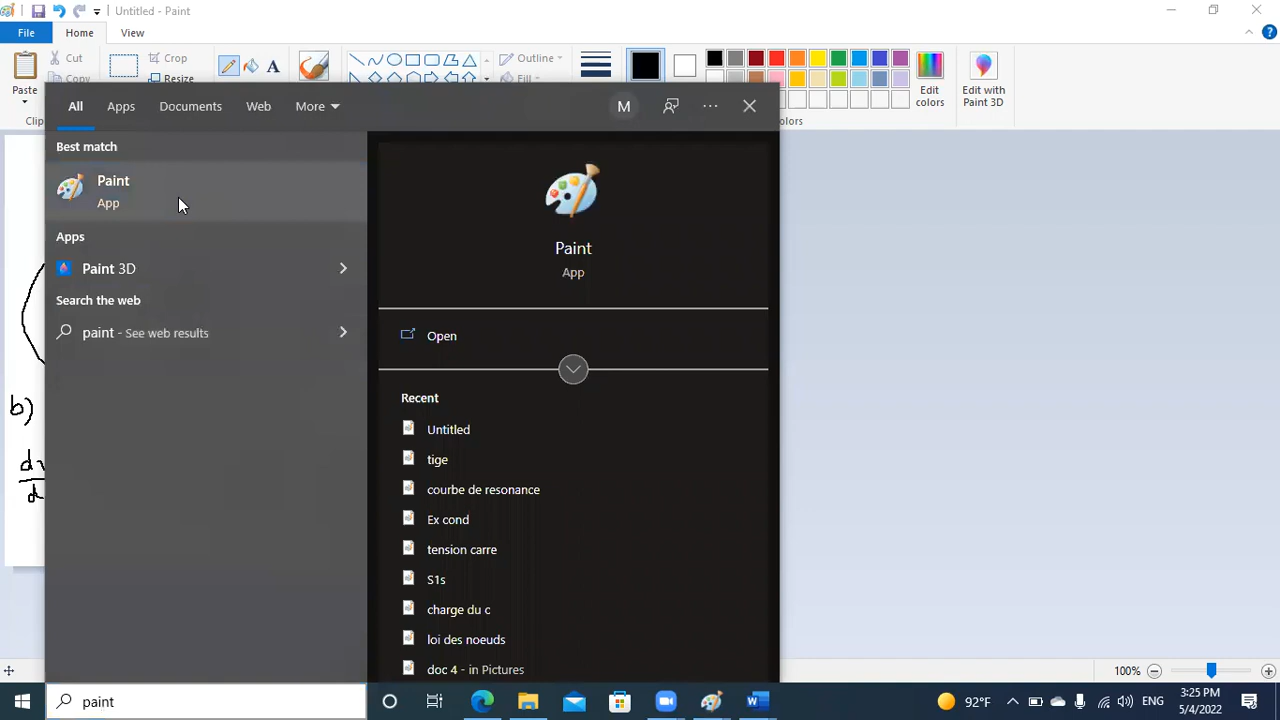 Untitled - Paint
File Home View
Paste
Cut
Copy
Crop
Resize
A
Outline
Fill
Edit colors
Edit with Paint 3D
All Apps Documents Web More
M
Best match
Paint
App
Apps
Paint 3D
Search the web
paint - See web results
Paint
App
Open
Recent
Untitled
tige
courbe de resonance
Ex cond
tension carre
S1s
charge du c
loi des noeuds
doc 4 - in Pictures
b)
100%
paint
92°F
ENG
3:25 PM
5/4/2022